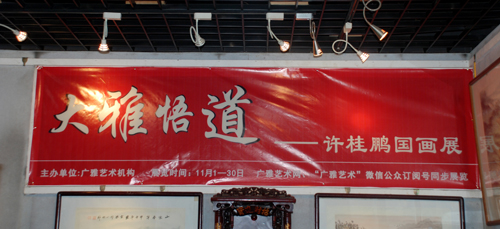 大雅悟道
——许桂鹏国画展
主办单位:广雅艺术机构 展览时间:11月1—30日 广雅艺术网、“广雅艺术”微信公众订阅号同步展览